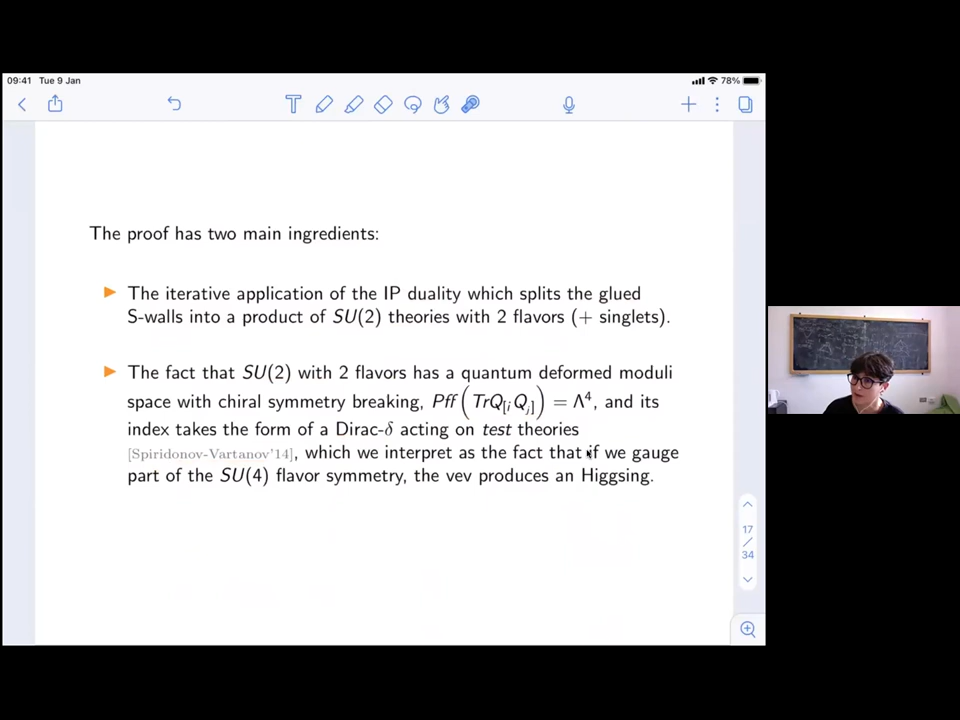 09:41 Tue 9 Jan
78%
The proof has two main ingredients:
The iterative application of the IP duality which splits the glued
S-walls into a product of SU(2) theories with 2 flavors (+ singlets).
The fact that SU(2) with 2 flavors has a quantum deformed moduli
space with chiral symmetry breaking, Pff(TrQ[iQj]) = Λ⁴, and its
index takes the form of a Dirac-δ acting on test theories
[Spiridonov-Vartanov'14], which we interpret as the fact that if we gauge
part of the SU(4) flavor symmetry, the vev produces an Higgsing.
17
/
34